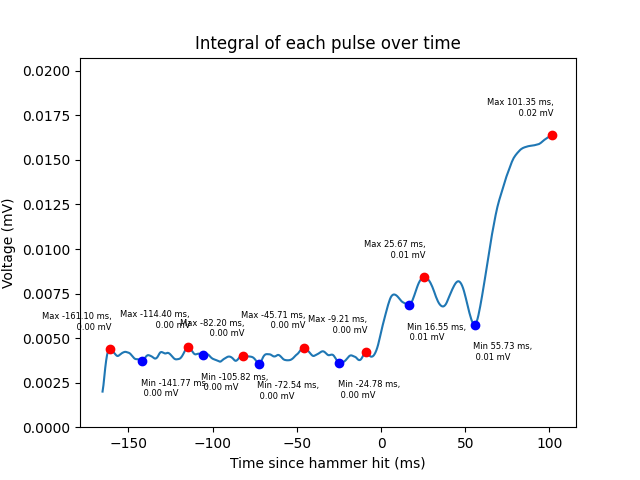 Integral of each pulse over time
Voltage (mV)
0.0200
0.0175
0.0150
0.0125
0.0100
0.0075
0.0050
0.0025
0.0000
Max 101.35 ms,
0.02 mV
Max 25.67 ms,
0.01 mV
Max -161.10 ms,
0.00 mV
Max -114.40 ms,
0.00 mV
Max -82.20 ms,
0.00 mV
Max -45.71 ms,
0.00 mV
Max -9.21 ms,
0.00 mV
Min 16.55 ms,
0.01 mV
Min 55.73 ms,
0.01 mV
Min -141.77 ms,
0.00 mV
Min -105.82 ms,
0.00 mV
Min -72.54 ms,
0.00 mV
Min -24.78 ms,
0.00 mV
−150
−100
−50
0
50
100
Time since hammer hit (ms)